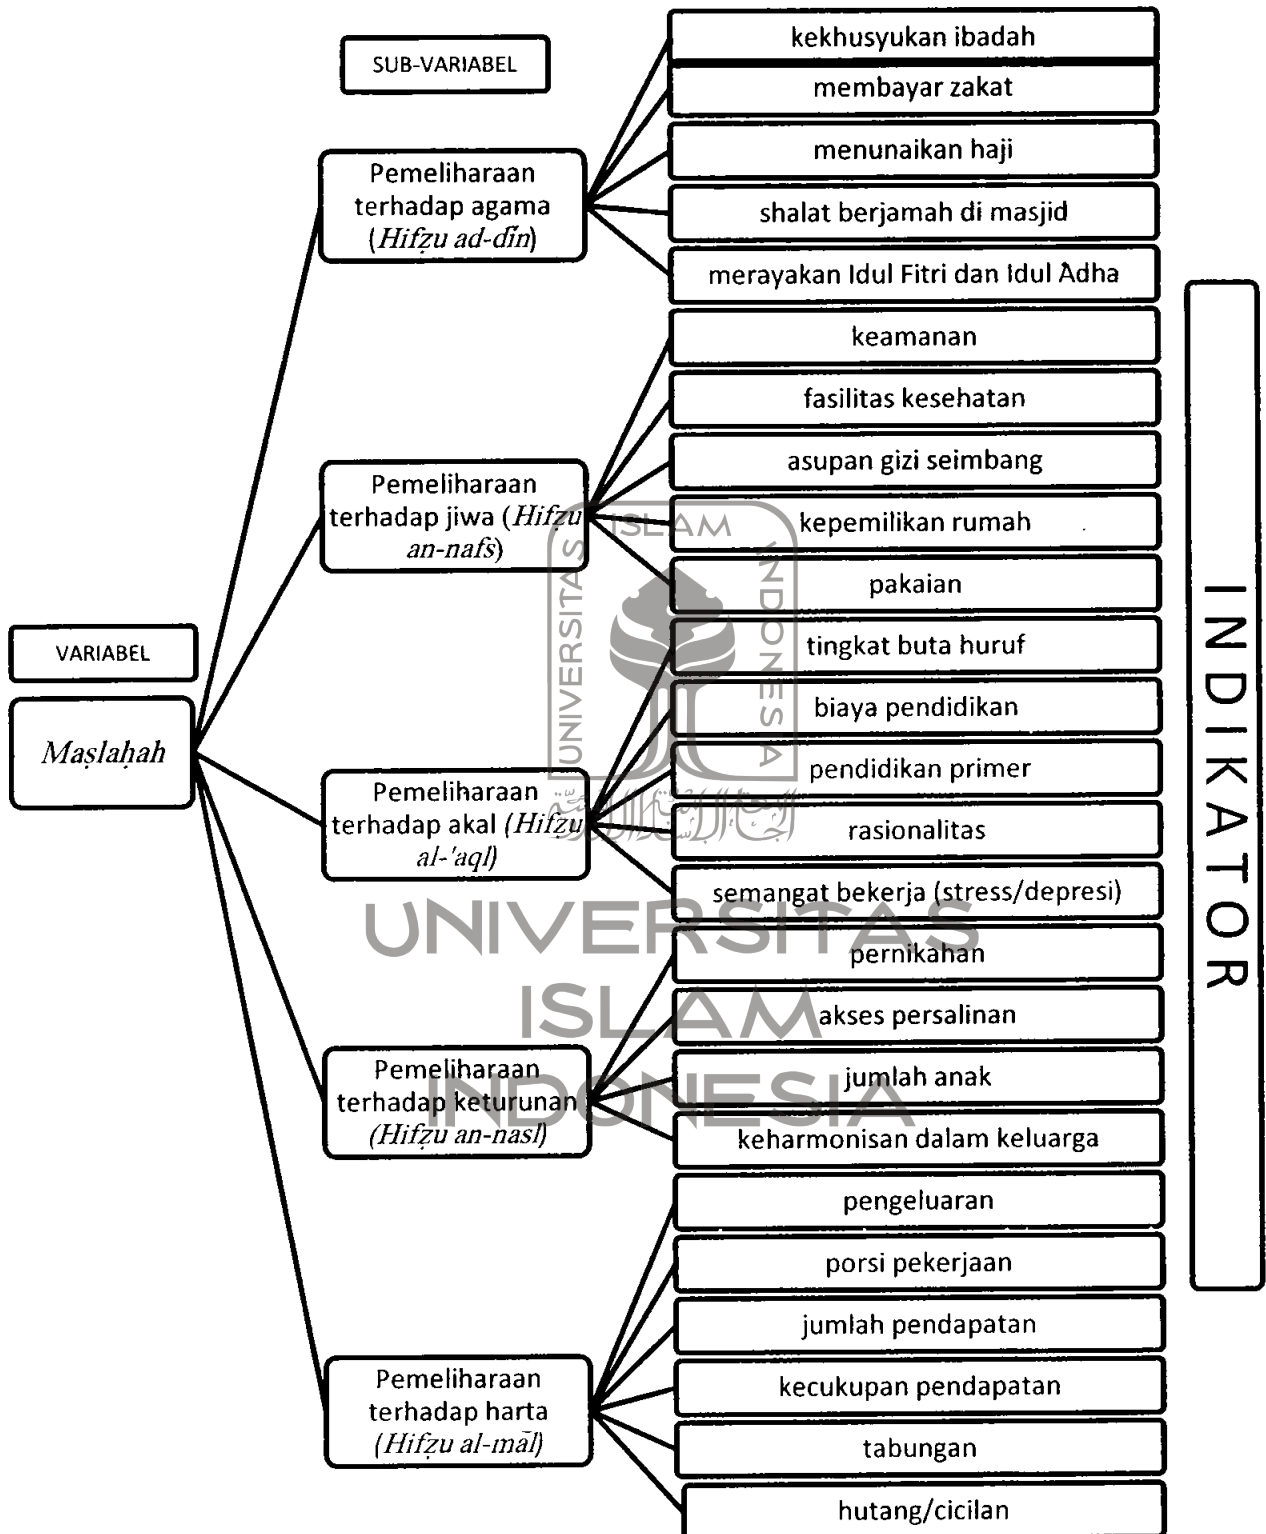 SUB-VARIABEL
VARIABEL
Maṣlaḥah
Pemeliharaan
terhadap agama
(Hifẓu ad-dīn)
kekhusyukan ibadah
membayar zakat
menunaikan haji
shalat berjamah di masjid
merayakan Idul Fitri dan Idul Adha
Pemeliharaan
terhadap jiwa (Hifẓu
an-nafs)
keamanan
fasilitas kesehatan
asupan gizi seimbang
kepemilikan rumah
pakaian
Pemeliharaan
terhadap akal (Hifẓu
al-'aql)
tingkat buta huruf
biaya pendidikan
pendidikan primer
rasionalitas
semangat bekerja (stress/depresi)
Pemeliharaan
terhadap keturunan
(Hifẓu an-nasl)
pernikahan
akses persalinan
jumlah anak
keharmonisan dalam keluarga
Pemeliharaan
terhadap harta
(Hifẓu al-māl)
pengeluaran
porsi pekerjaan
jumlah pendapatan
kecukupan pendapatan
tabungan
hutang/cicilan
INDIKATOR
UNIVERSITAS
ISLAM
INDONESIA
UNIVERSITAS
ISLAM
INDONESIA